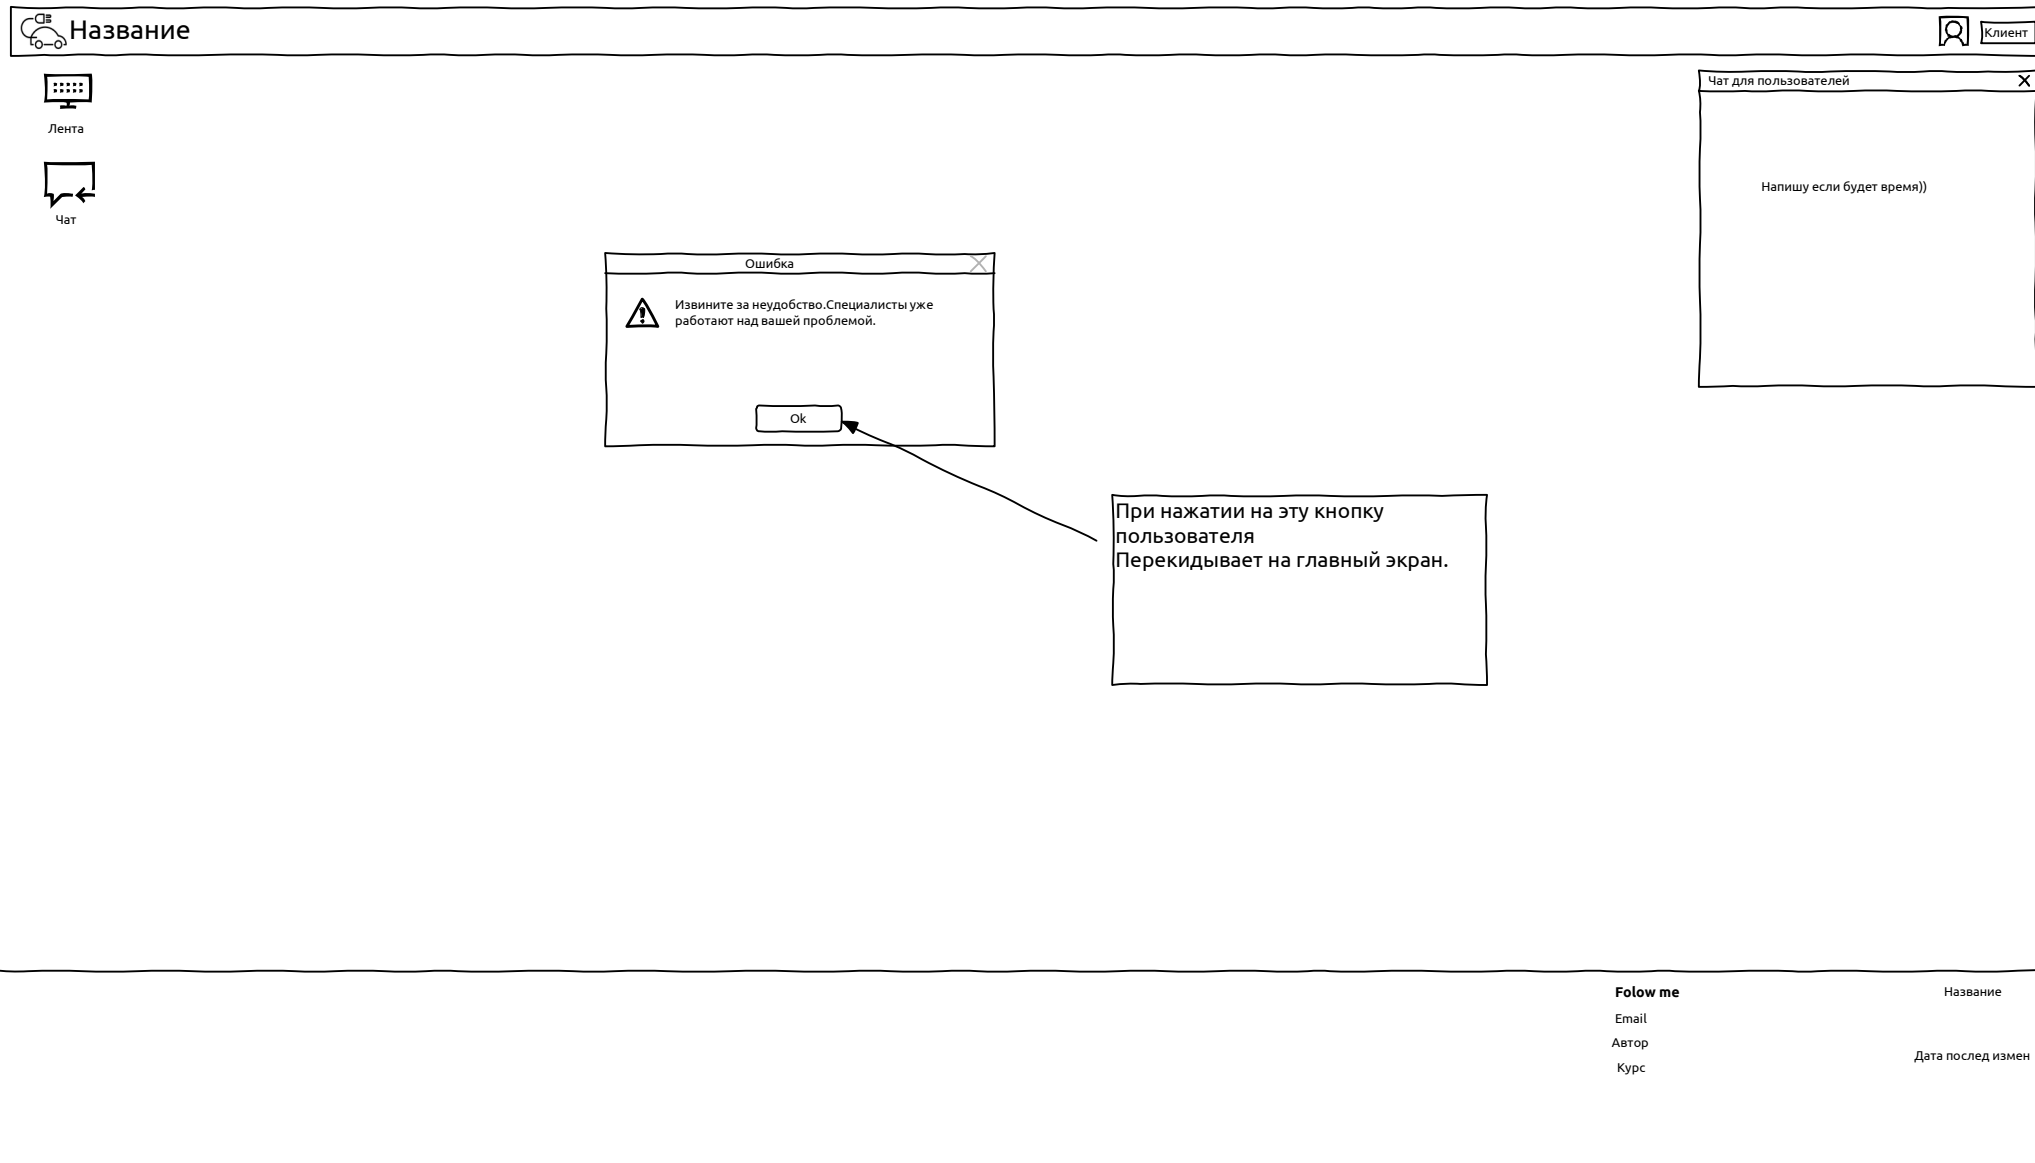 Название
Клиент
Лента
Чат
Чат для пользователей
Напишу если будет время))
Ошибка
Извините за неудобство.Специалисты уже
работают над вашей проблемой.
Ok
При нажатии на эту кнопку
пользователя
Перекидывает на главный экран.
Folow me
Email
Автор
Курс
Название
Дата послед измен